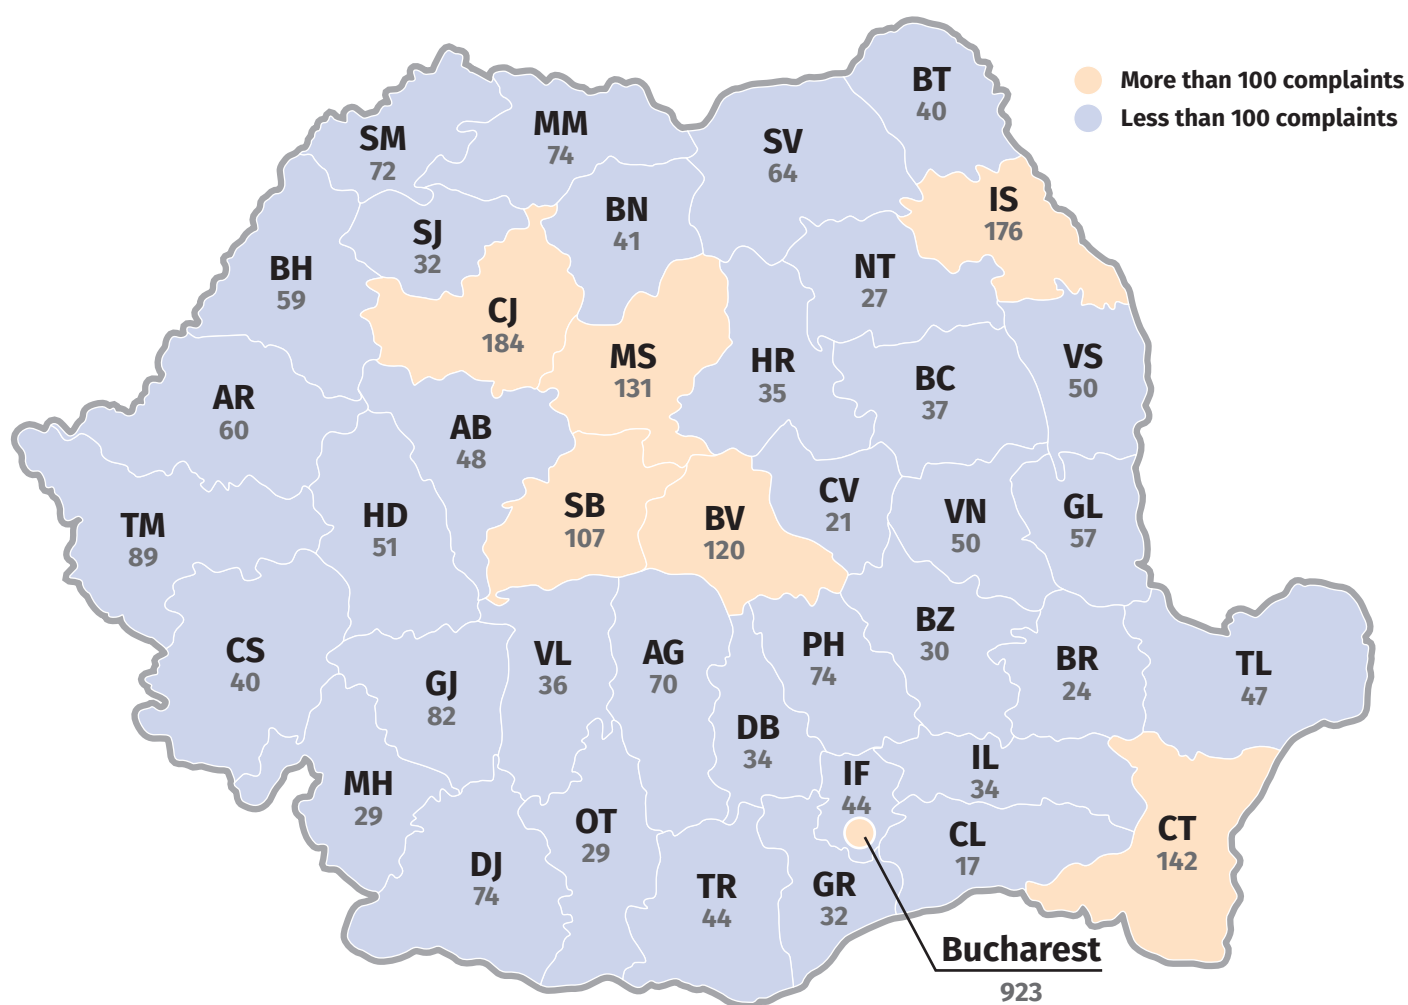 BT
40
More than 100 complaints
Less than 100 complaints
SM
72
MM
74
SV
64
IS
176
BN
41
SJ
32
BH
59
NT
27
CJ
184
MS
131
HR
35
BC
37
VS
50
AR
60
AB
48
TM
89
HD
51
SB
107
BV
120
CV
21
VN
50
GL
57
CS
40
GJ
82
VL
36
AG
70
PH
74
BZ
30
BR
24
TL
47
DB
34
MH
29
IF
44
IL
34
OT
29
DJ
74
TR
44
GR
32
CL
17
CT
142
Bucharest
923